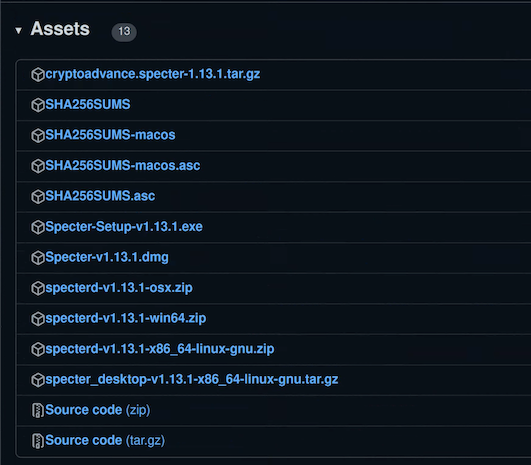 Assets 13
cryptoadvance.specter-1.13.1.tar.gz
SHA256SUMS
SHA256SUMS-macos
SHA256SUMS-macos.asc
SHA256SUMS.asc
Specter-Setup-v1.13.1.exe
Specter-v1.13.1.dmg
specterd-v1.13.1-osx.zip
specterd-v1.13.1-win64.zip
specterd-v1.13.1-x86_64-linux-gnu.zip
specter_desktop-v1.13.1-x86_64-linux-gnu.tar.gz
Source code (zip)
Source code (tar.gz)